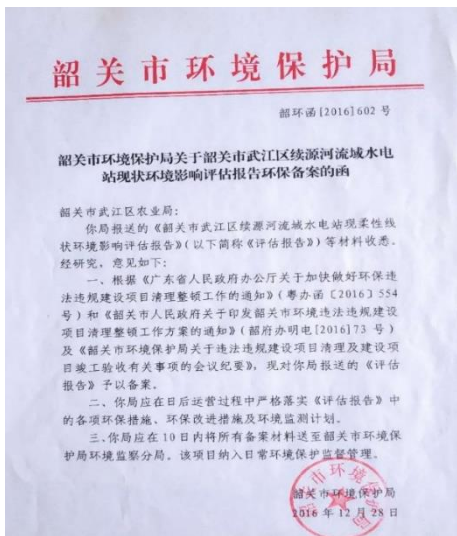 韶关市环境保护局
韶环函[2016]602 号
韶关市环境保护局关于韶关市武江区续源河流域水电
站现状环境影响评估报告环保备案的函
韶关市武江区农业局:
你局报送的《韶关市武江区续源河流域水电站现柔性线
状环境影响评估报告》(以下简称《评估报告》)等材料收悉。
经研究,意见如下:
一、根据《广东省人民政府办公厅关于加快做好环保违
法违规建设项目清理整顿工作的通知》(粤办函〔2016〕554
号)和《韶关市人民政府关于印发韶关市环境违法违规建设
项目清理整顿工作方案的通知》(韶府办明电[2016]73 号)
及《韶关市环境保护局关于违法违规建设项目清理及建设项
目竣工验收有关事项的会议纪要》,现对你局报送的《评估
报告》予以备案。
二、你局应在日后运营过程中严格落实《评估报告》中
的各项环保措施、环保改进措施及环境监测计划。
三、你局应在 10 日内将所有备案材料送至韶关市环境保
护局环境监察分局。该项目纳入日常环境保护监督管理。
韶关市环境保护局
2016 年 12 月 28 日
韶关市环境保护局